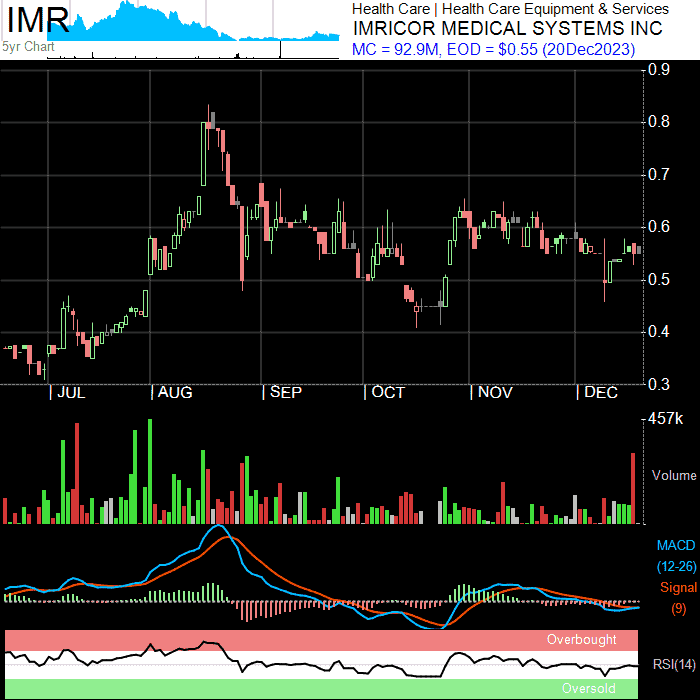 IMR
5yr Chart
Health Care | Health Care Equipment & Services
IMRICOR MEDICAL SYSTEMS INC
MC = 92.9M, EOD = $0.55 (20Dec2023)
0.9
0.8
0.7
0.6
0.5
0.4
0.3
| JUL | AUG | SEP | OCT | NOV | DEC
457k
Volume
MACD
(12-26)
Signal
(9)
Overbought
RSI(14)
Oversold